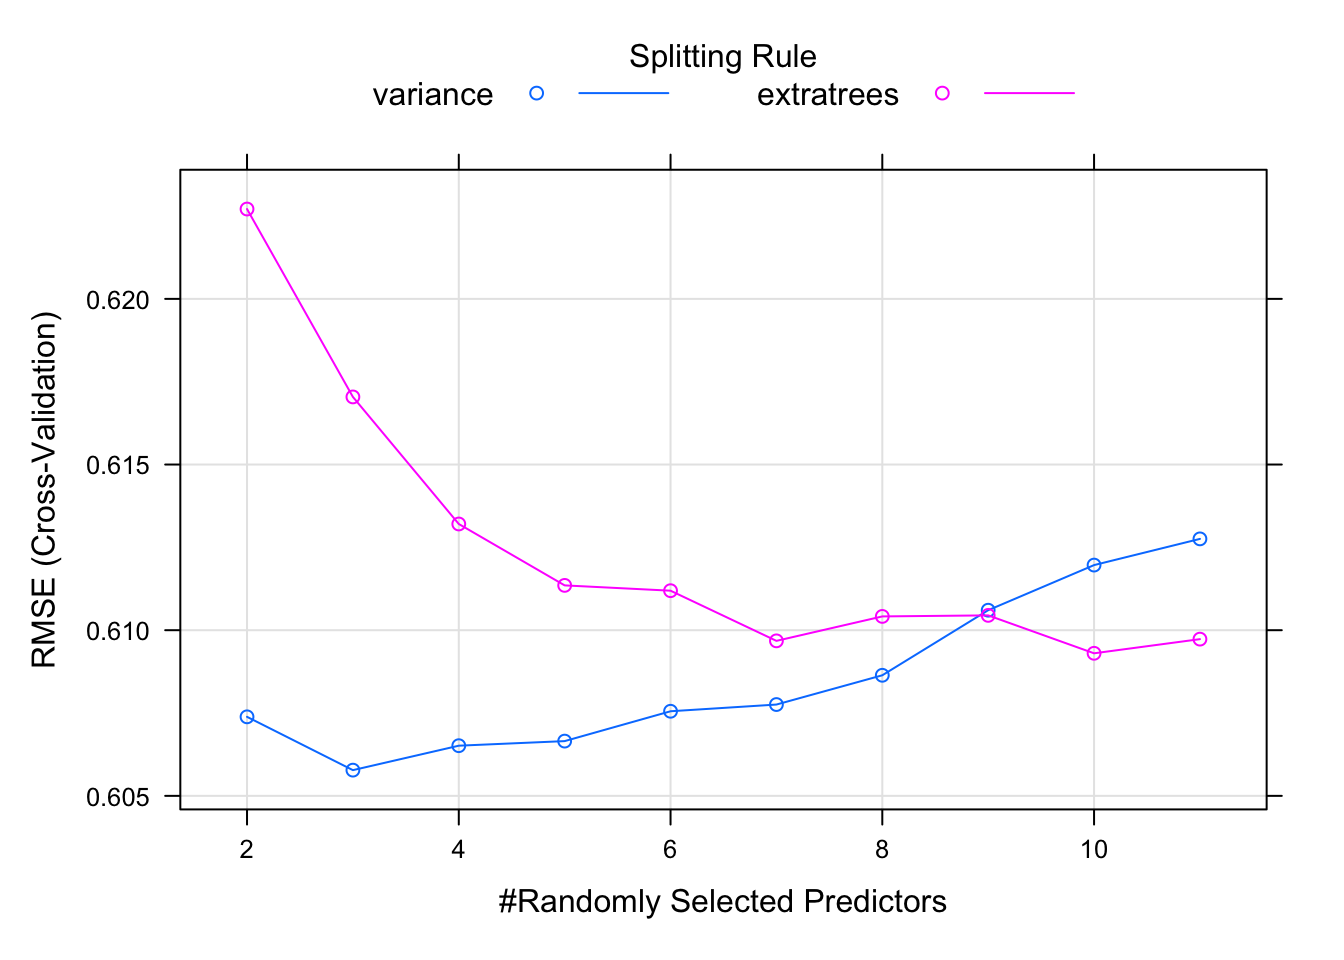 Splitting Rule
variance extratrees
0.620
0.615
0.610
0.605
2 4 6 8 10
RMSE (Cross-Validation)
#Randomly Selected Predictors